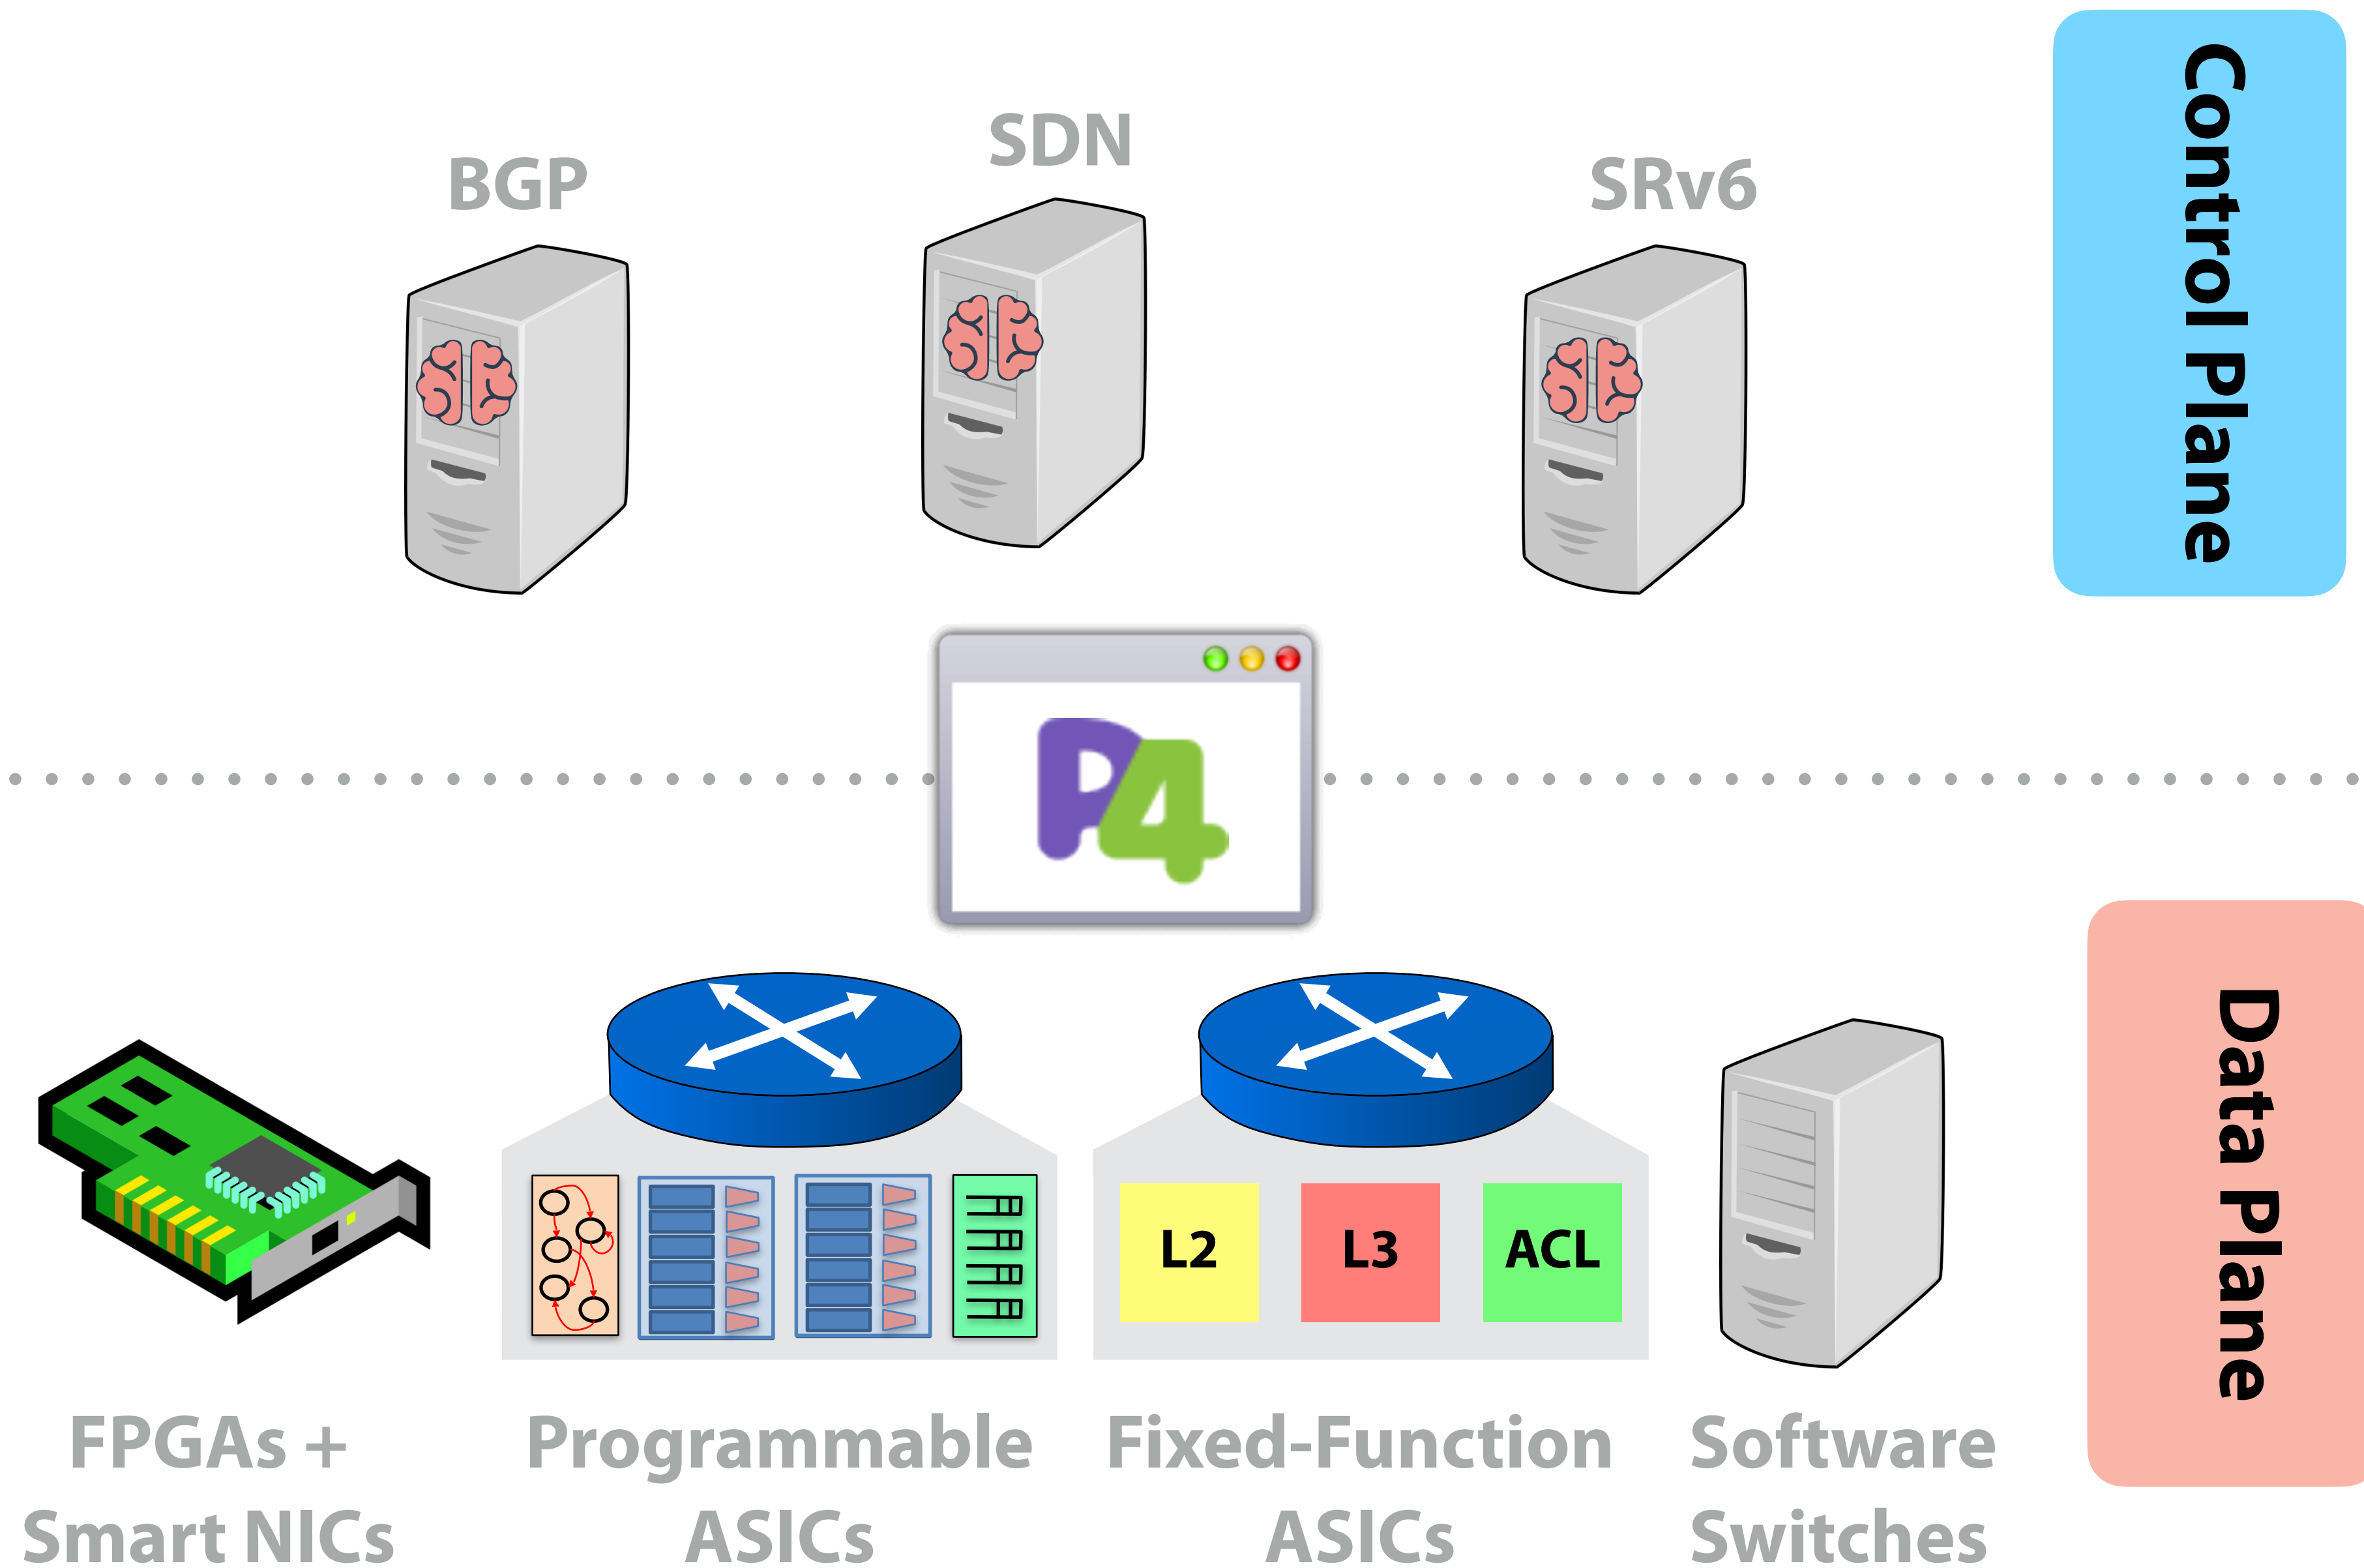 BGP
SDN
SRv6
Control Plane
P4
Data Plane
L2
L3
ACL
FPGAs +
Smart NICs
Programmable
ASICs
Fixed-Function
ASICs
Software
Switches